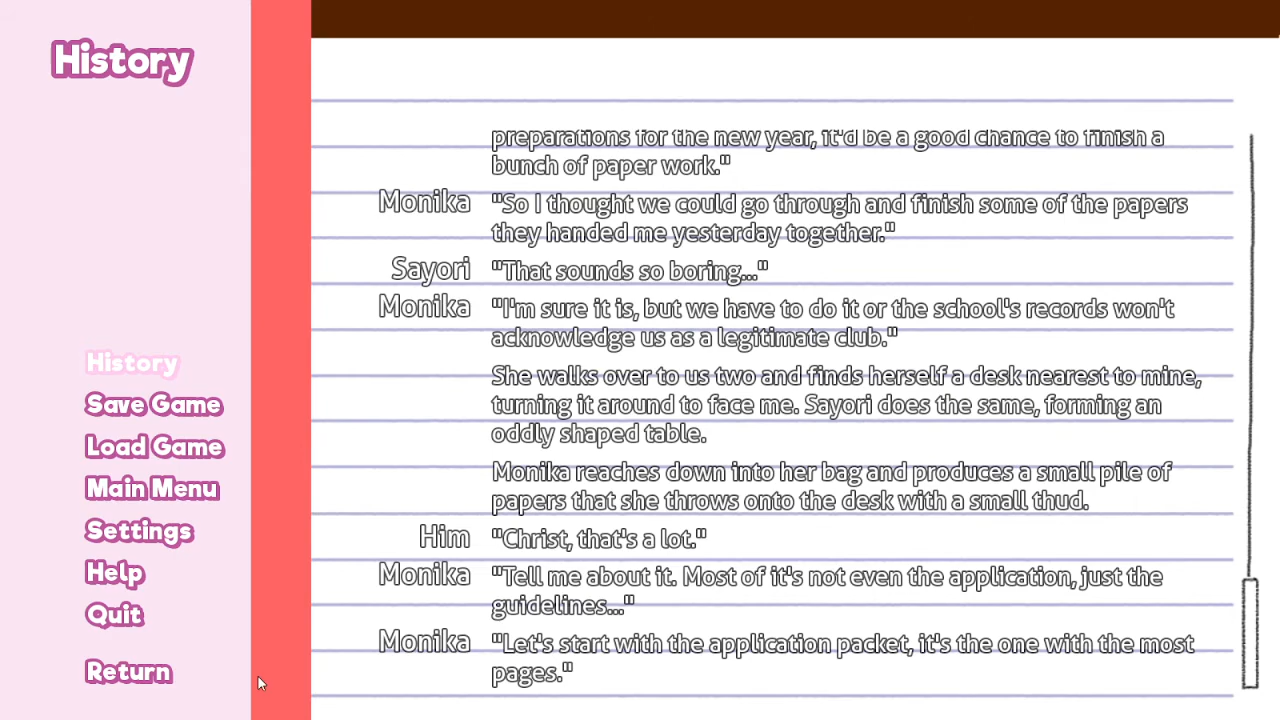 History
preparations for the new year, it'd be a good chance to finish a
bunch of paper work."
Monika "So I thought we could go through and finish some of the papers
they handed me yesterday together."
Sayori "That sounds so boring..."
Monika "I'm sure it is, but we have to do it or the school's records won't
acknowledge us as a legitimate club."
She walks over to us two and finds herself a desk nearest to mine,
turning it around to face me. Sayori does the same, forming an
oddly shaped table.
Monika reaches down into her bag and produces a small pile of
papers that she throws onto the desk with a small thud.
Him "Christ, that's a lot."
Monika "Tell me about it. Most of it's not even the application, just the
guidelines..."
Monika "Let's start with the application packet, it's the one with the most
pages."
History
Save Game
Load Game
Main Menu
Settings
Help
Quit
Return